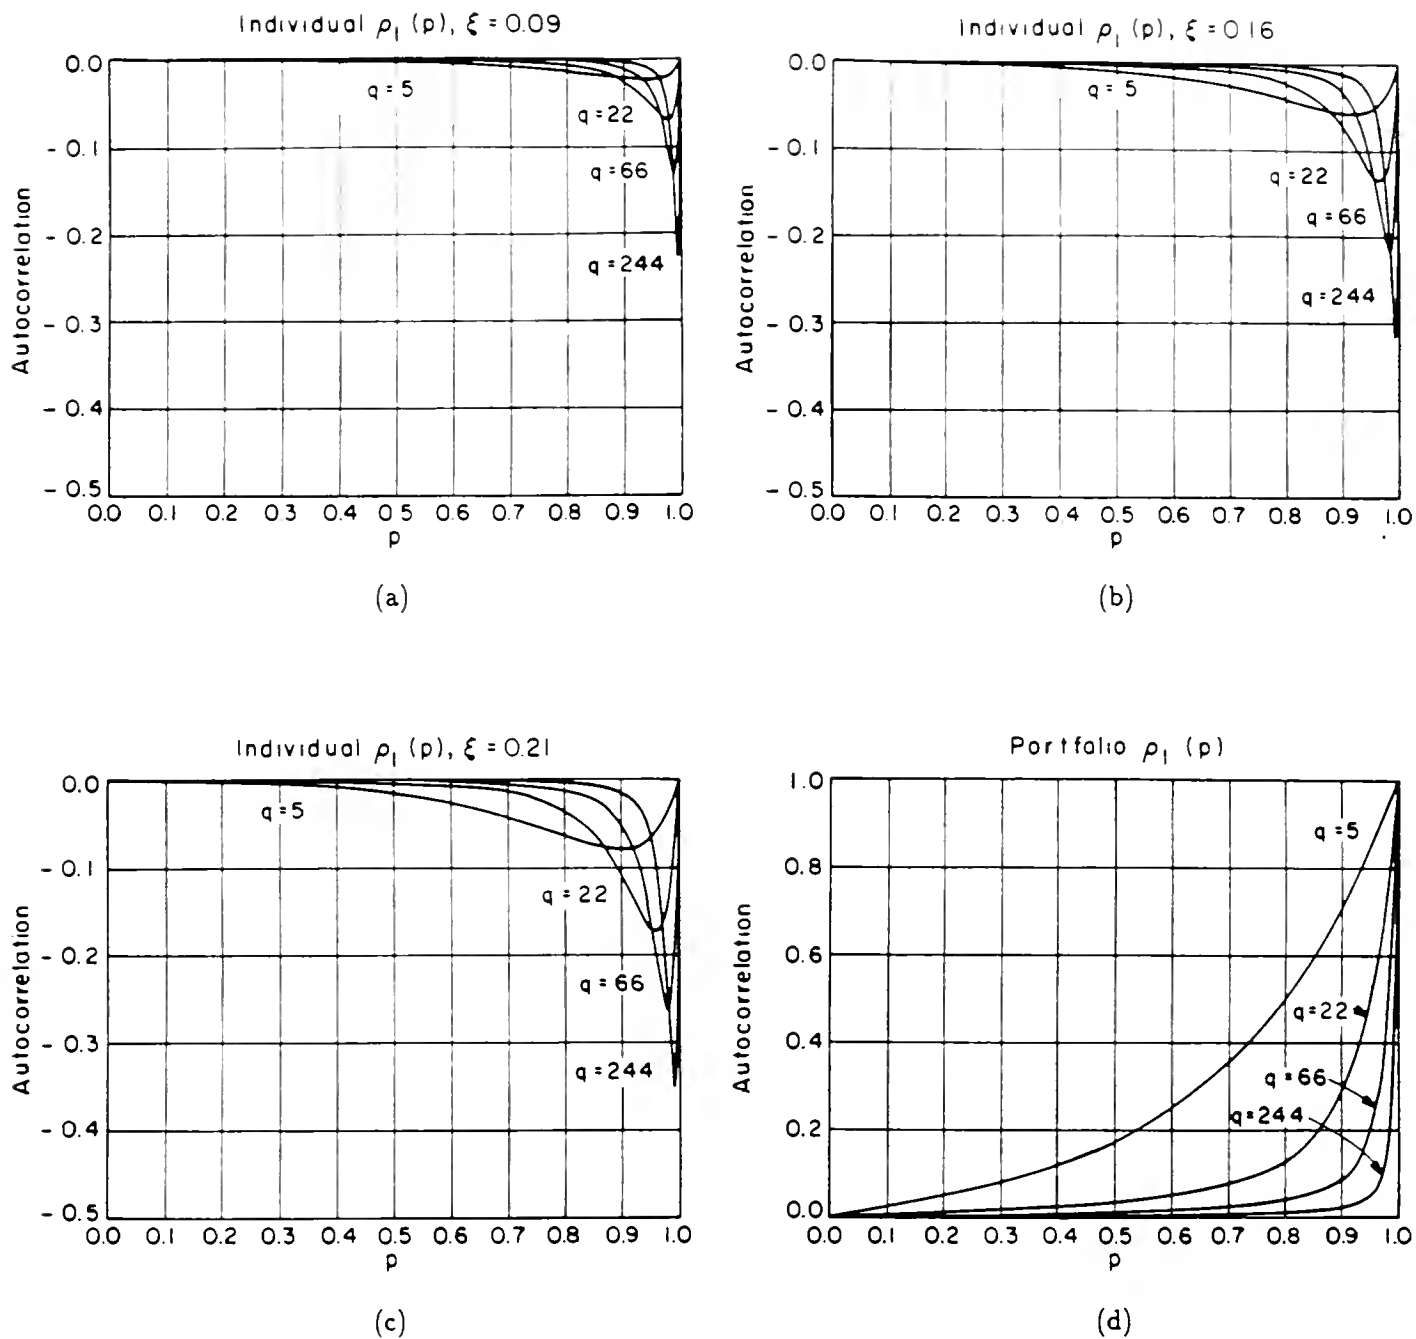 Individual ρ₁ (p), ξ = 0.09
0.0
- 0.1
- 0.2
- 0.3
- 0.4
- 0.5
Autocorrelation
q = 5
q = 22
q = 66
q = 244
0.0 0.1 0.2 0.3 0.4 0.5 0.6 0.7 0.8 0.9 1.0
p
(a)
Individual ρ₁ (p), ξ = 0.16
0.0
- 0.1
- 0.2
- 0.3
- 0.4
- 0.5
Autocorrelation
q = 5
q = 22
q = 66
q = 244
0.0 0.1 0.2 0.3 0.4 0.5 0.6 0.7 0.8 0.9 1.0
p
(b)
Individual ρ₁ (p), ξ = 0.21
0.0
- 0.1
- 0.2
- 0.3
- 0.4
- 0.5
Autocorrelation
q = 5
q = 22
q = 66
q = 244
0.0 0.1 0.2 0.3 0.4 0.5 0.6 0.7 0.8 0.9 1.0
p
(c)
Portfalio ρ₁ (p)
1.0
0.8
0.6
0.4
0.2
0.0
Autocorrelation
q = 5
q = 22
q = 66
q = 244
0.0 0.1 0.2 0.3 0.4 0.5 0.6 0.7 0.8 0.9 1.0
p
(d)